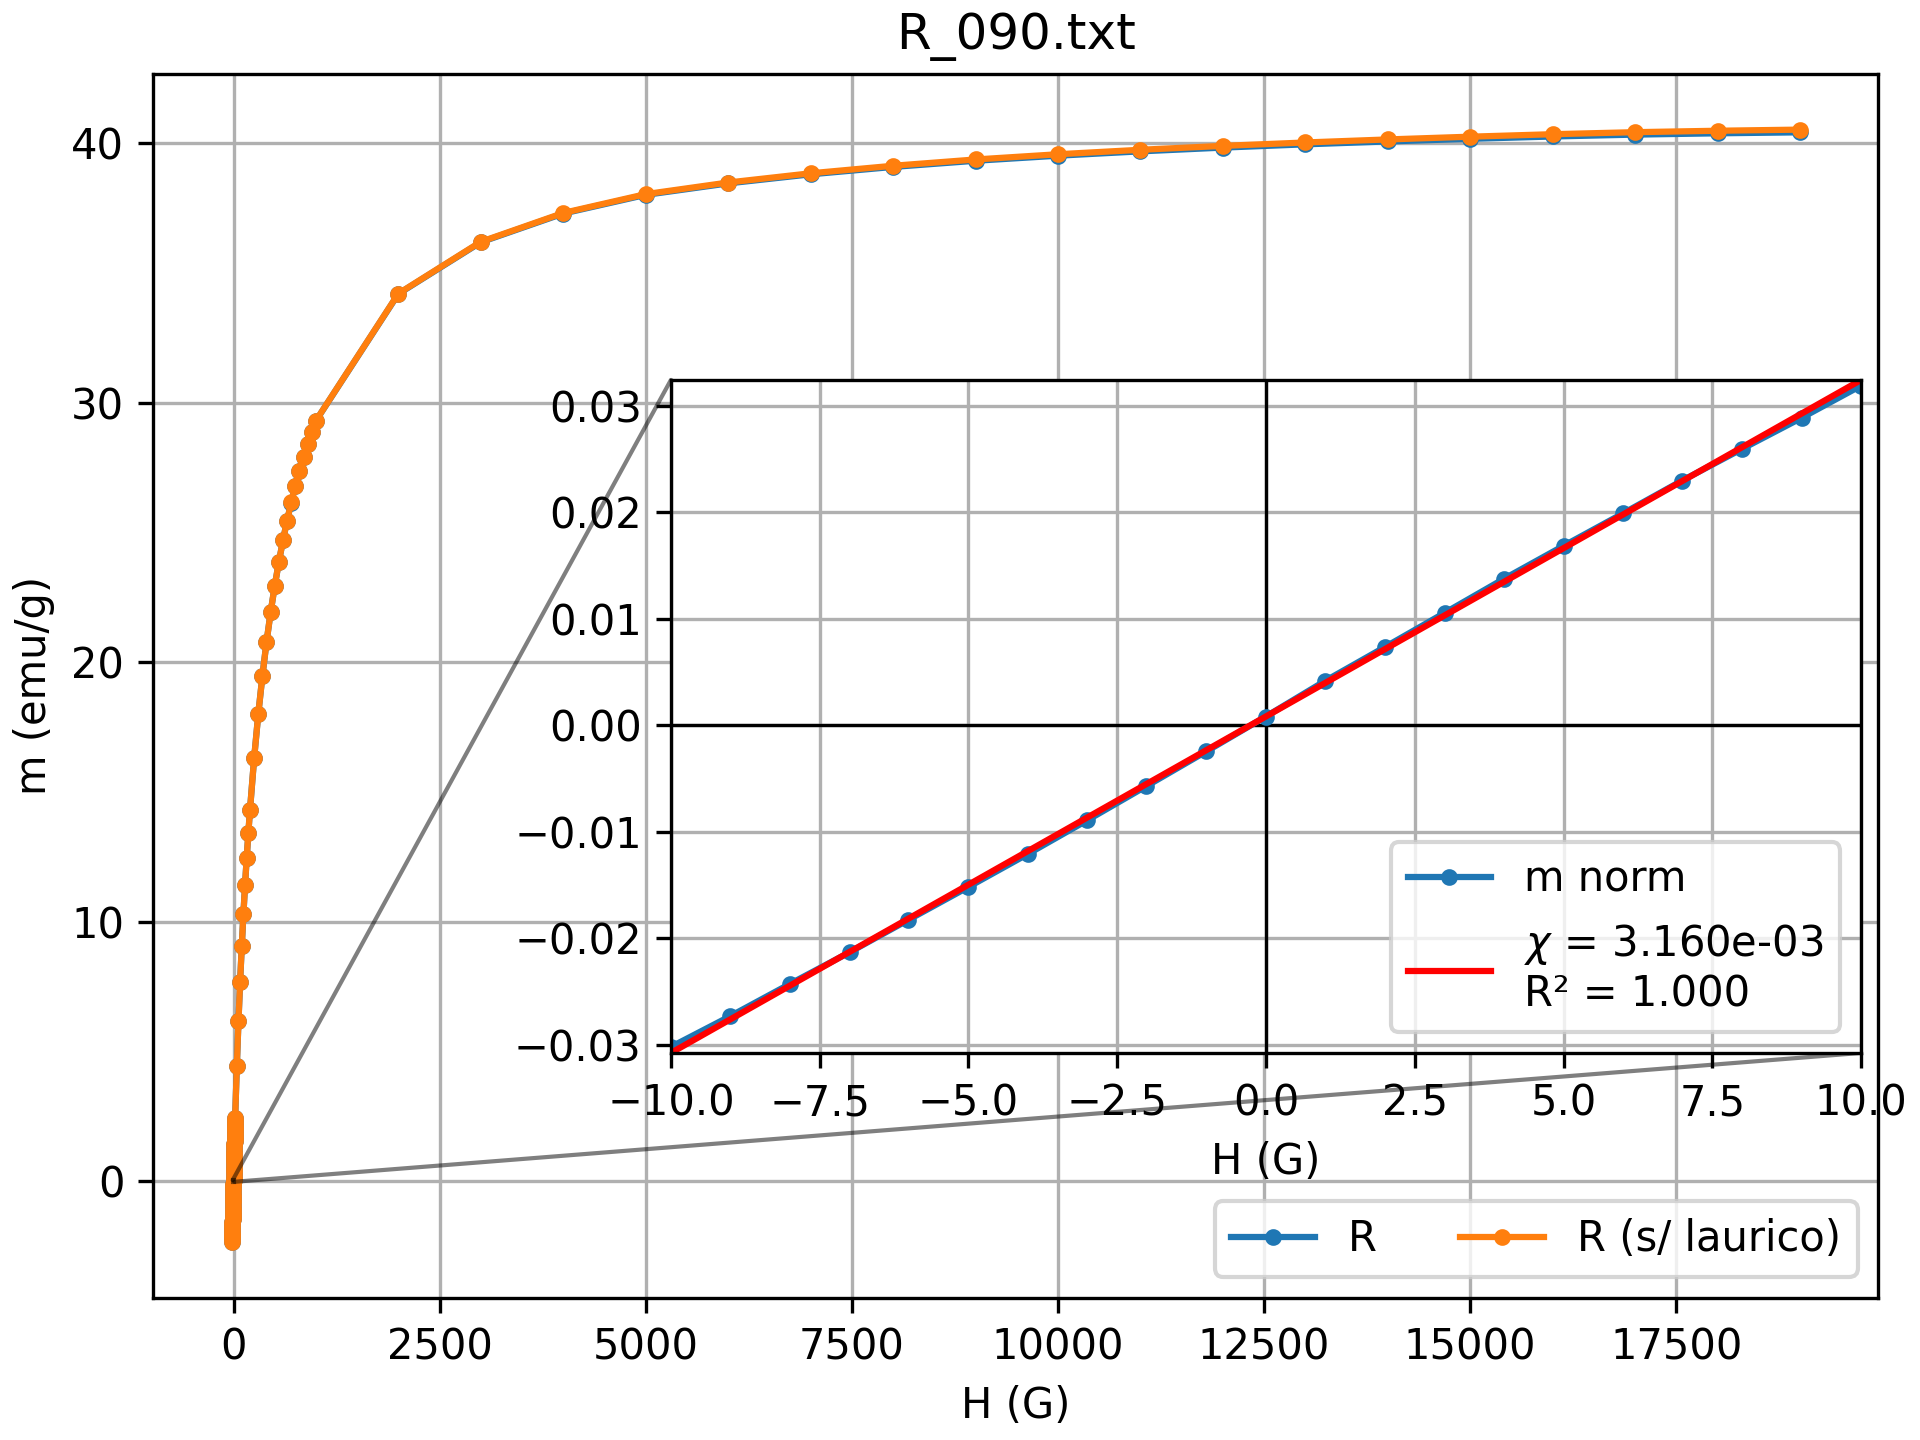 R_090.txt
m (emu/g)
40
30
20
10
0
0.03
0.02
0.01
0.00
−0.01
−0.02
−0.03
m norm
χ = 3.160e-03
R² = 1.000
−10.0 −7.5 −5.0 −2.5 0.0 2.5 5.0 7.5 10.0
H (G)
R R (s/ laurico)
0 2500 5000 7500 10000 12500 15000 17500
H (G)